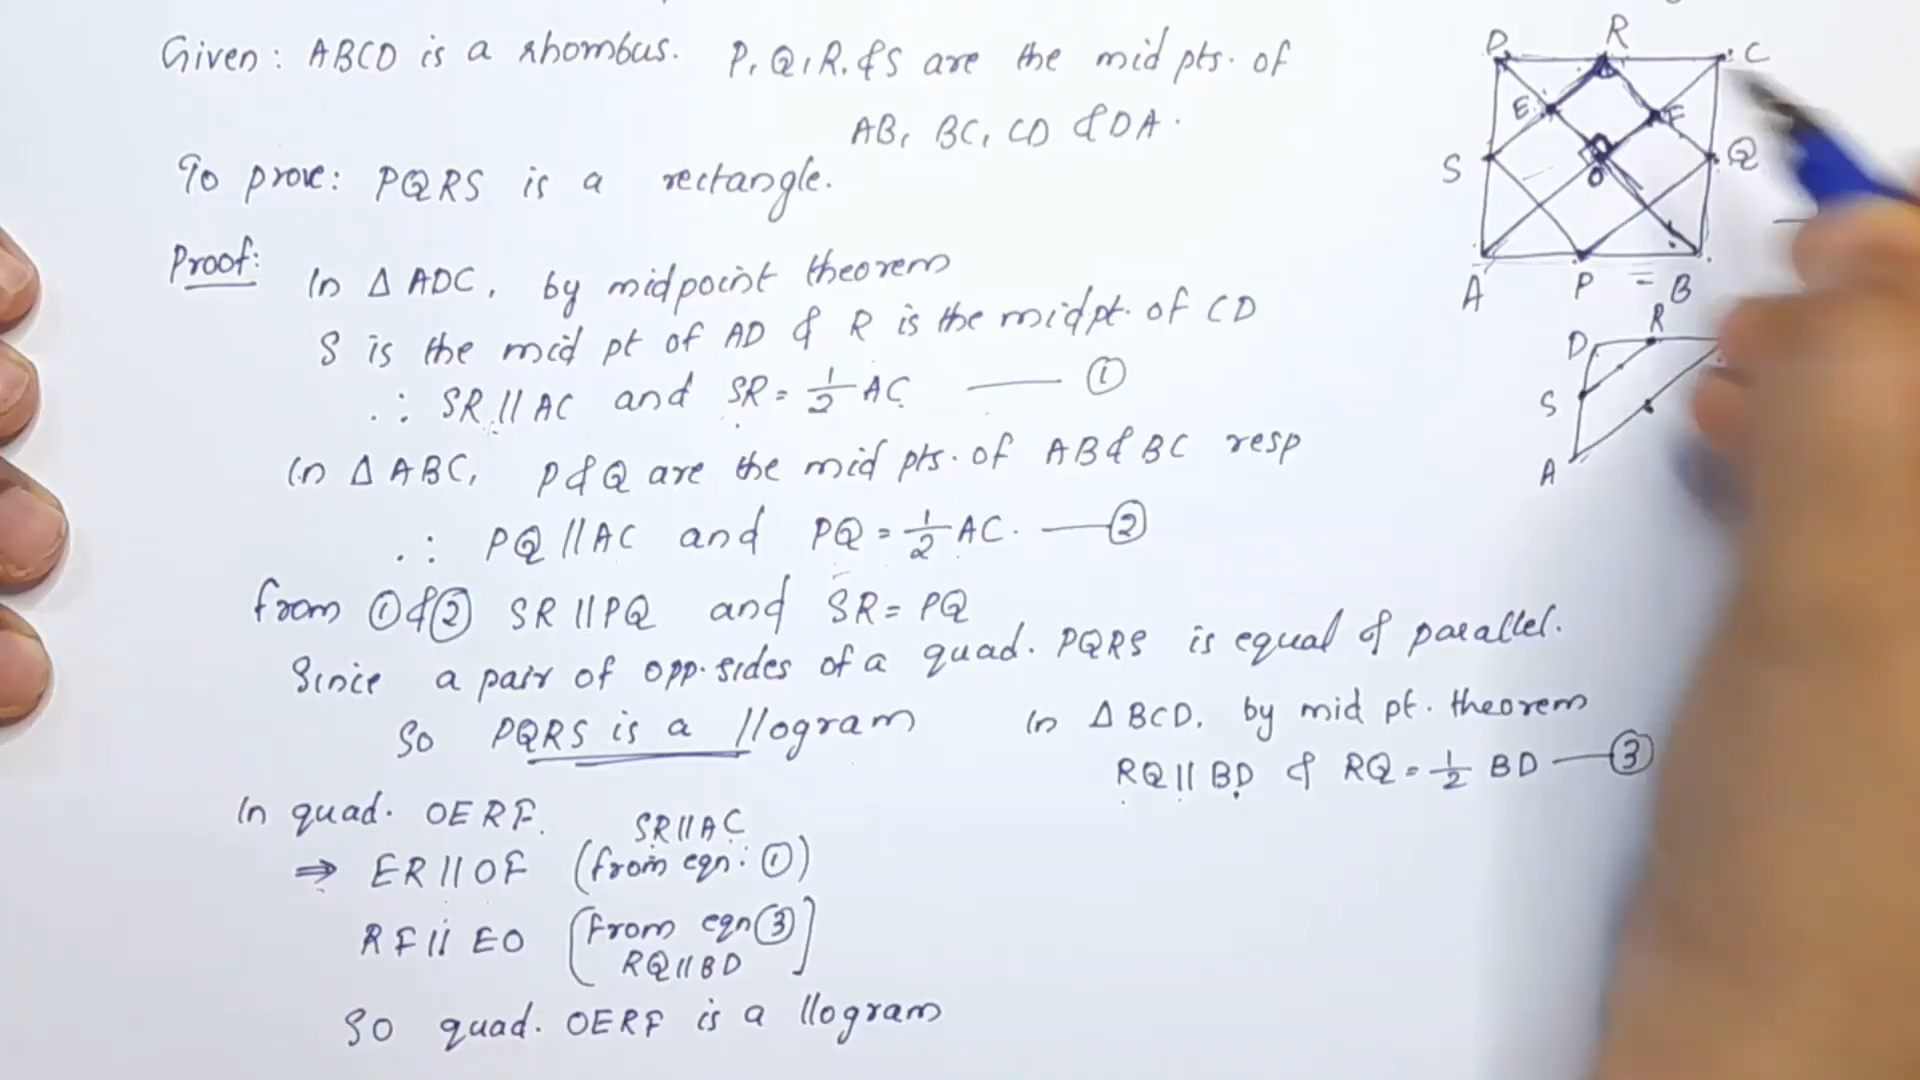 Given: ABCD is a rhombus. P, Q, R, & S are the mid pts. of
AB, BC, CD & DA.
To prove: PQRS is a rectangle.
Proof: In Δ ADC, by midpoint theorem
S is the mid pt of AD & R is the midpt. of CD
∴ SR // AC and SR = 1/2 AC —— ①
In Δ ABC, P & Q are the mid pts. of AB & BC resp
∴ PQ // AC and PQ = 1/2 AC. —— ②
from ① & ② SR // PQ and SR = PQ
Since a pair of opp. sides of a quad. PQRS is equal & parallel.
So PQRS is a //ogram
In Δ BCD, by mid pt. theorem
RQ // BD & RQ = 1/2 BD —— ③
In quad. OERF.
SR // AC
⇒ ER // OF (from eqn: ①)
RF // EO [from eqn ③
RQ // BD]
So quad. OERF is a //ogram
D R C
E F
S O Q
A P B
D R
S
A